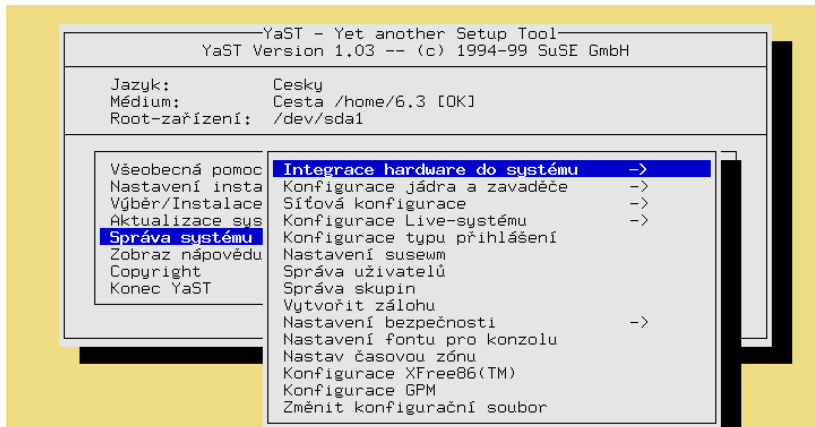 YaST - Yet another Setup Tool
YaST Version 1.03 -- (c) 1994-99 SuSE GmbH
Jazyk: Cesky
Médium: Cesta /home/6.3 [OK]
Root-zařízení: /dev/sda1
Všeobecná pomoc
Nastavení insta
Výběr/Instalace
Aktualizace sys
Správa systému
Zobraz nápovědu
Copyright
Konec YaST
Integrace hardware do systému ->
Konfigurace jádra a zavaděče ->
Síťová konfigurace ->
Konfigurace Live-systému ->
Konfigurace typu přihlášení
Nastavení susewm
Správa uživatelů
Správa skupin
Vytvořit zálohu
Nastavení bezpečnosti ->
Nastavení fontu pro konzolu
Nastav časovou zónu
Konfigurace XFree86(TM)
Konfigurace GPM
Změnit konfigurační soubor